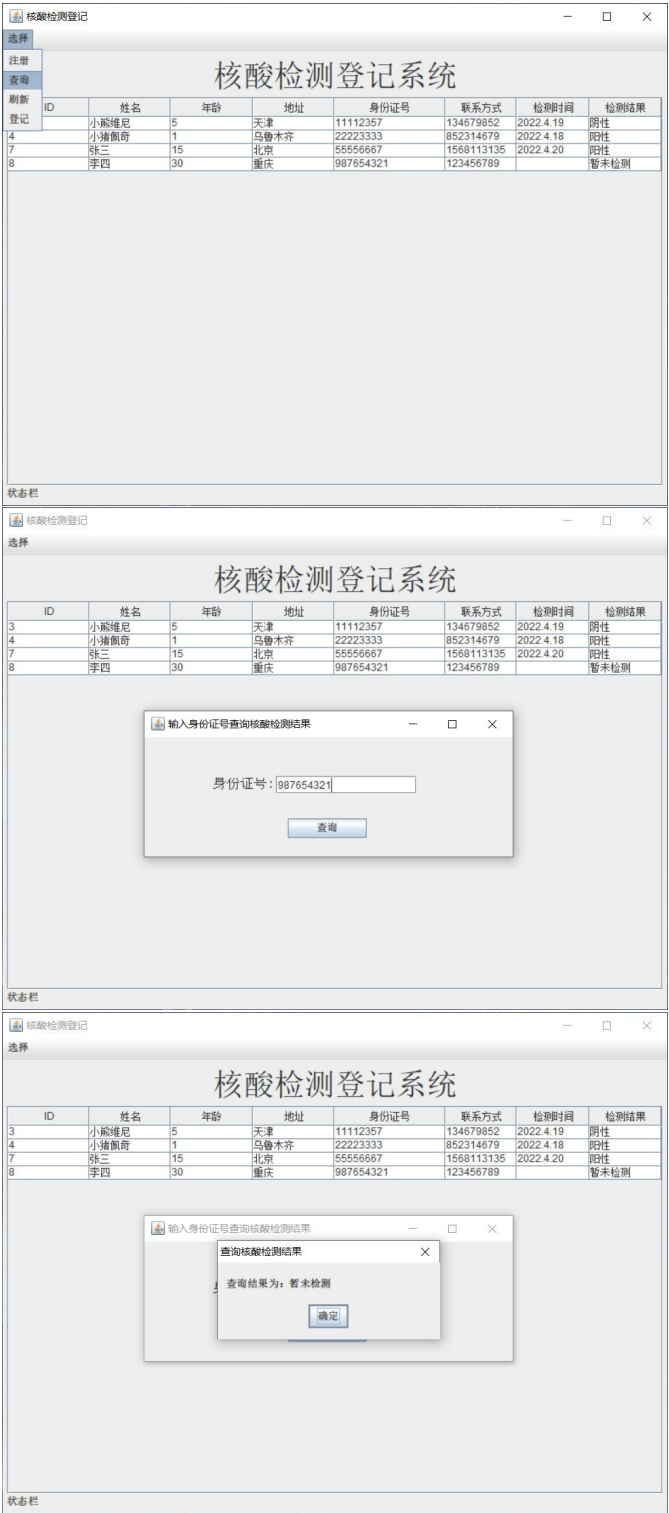 核酸检测登记
选择
注册
查询
刷新
登记
核酸检测登记系统
ID 姓名 年龄 地址 身份证号 联系方式 检测时间 检测结果
小熊维尼 5 天津 11112357 134679852 2022.4.19 阴性
4 小猪佩奇 1 乌鲁木齐 22223333 852314679 2022.4.18 阳性
7 张三 15 北京 55556667 1568113135 2022.4.20 阳性
8 李四 30 重庆 987654321 123456789 暂未检测
状态栏
核酸检测登记
选择
核酸检测登记系统
ID 姓名 年龄 地址 身份证号 联系方式 检测时间 检测结果
3 小熊维尼 5 天津 11112357 134679852 2022.4.19 阴性
4 小猪佩奇 1 乌鲁木齐 22223333 852314679 2022.4.18 阳性
7 张三 15 北京 55556667 1568113135 2022.4.20 阳性
8 李四 30 重庆 987654321 123456789 暂未检测
输入身份证号查询核酸检测结果
身份证号: 987654321
查询
状态栏
核酸检测登记
选择
核酸检测登记系统
ID 姓名 年龄 地址 身份证号 联系方式 检测时间 检测结果
3 小熊维尼 5 天津 11112357 134679852 2022.4.19 阴性
4 小猪佩奇 1 乌鲁木齐 22223333 852314679 2022.4.18 阳性
7 张三 15 北京 55556667 1568113135 2022.4.20 阳性
8 李四 30 重庆 987654321 123456789 暂未检测
输入身份证号查询核酸检测结果
查询核酸检测结果
查询结果为：暂未检测
确定
状态栏